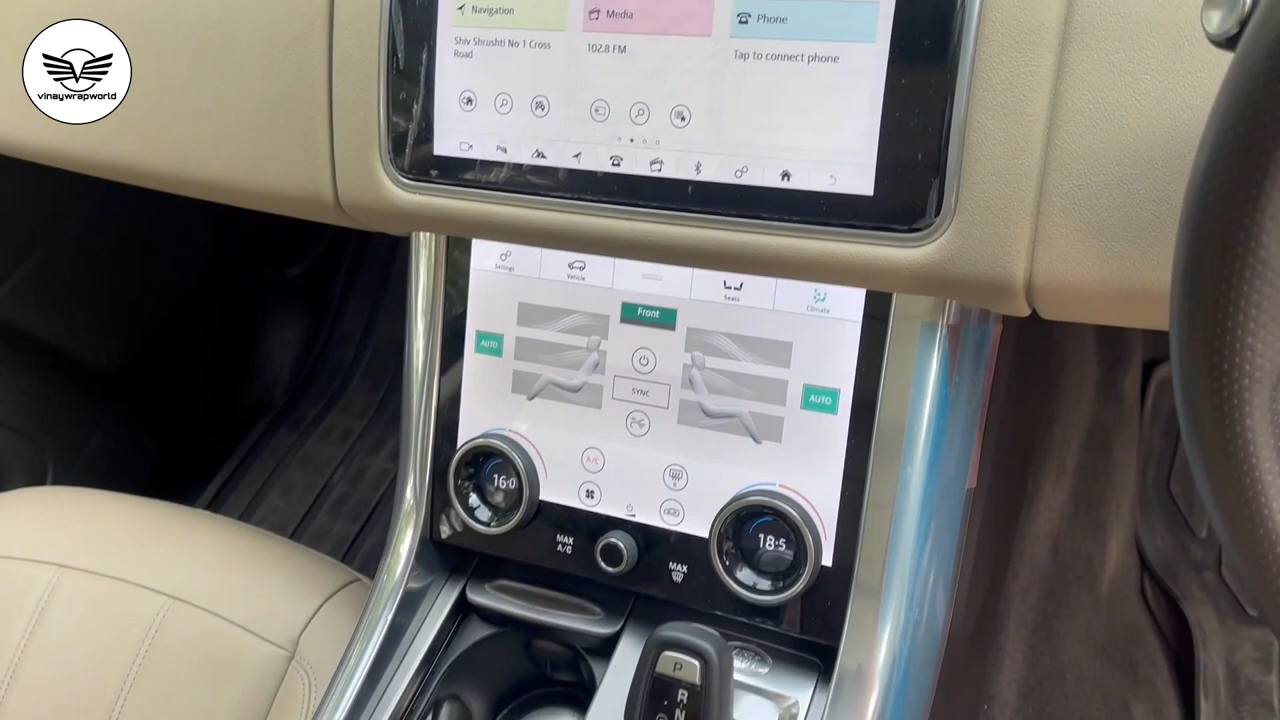 vinaywrapworld
Navigation
Media
Phone
Shiv Shrushti No 1 Cross
Road
102.8 FM
Tap to connect phone
Settings
Vehicle
Seats
Climate
Front
AUTO
SYNC
AUTO
A/C
16.0
18.5
MAX
A/C
MAX
P
R
N